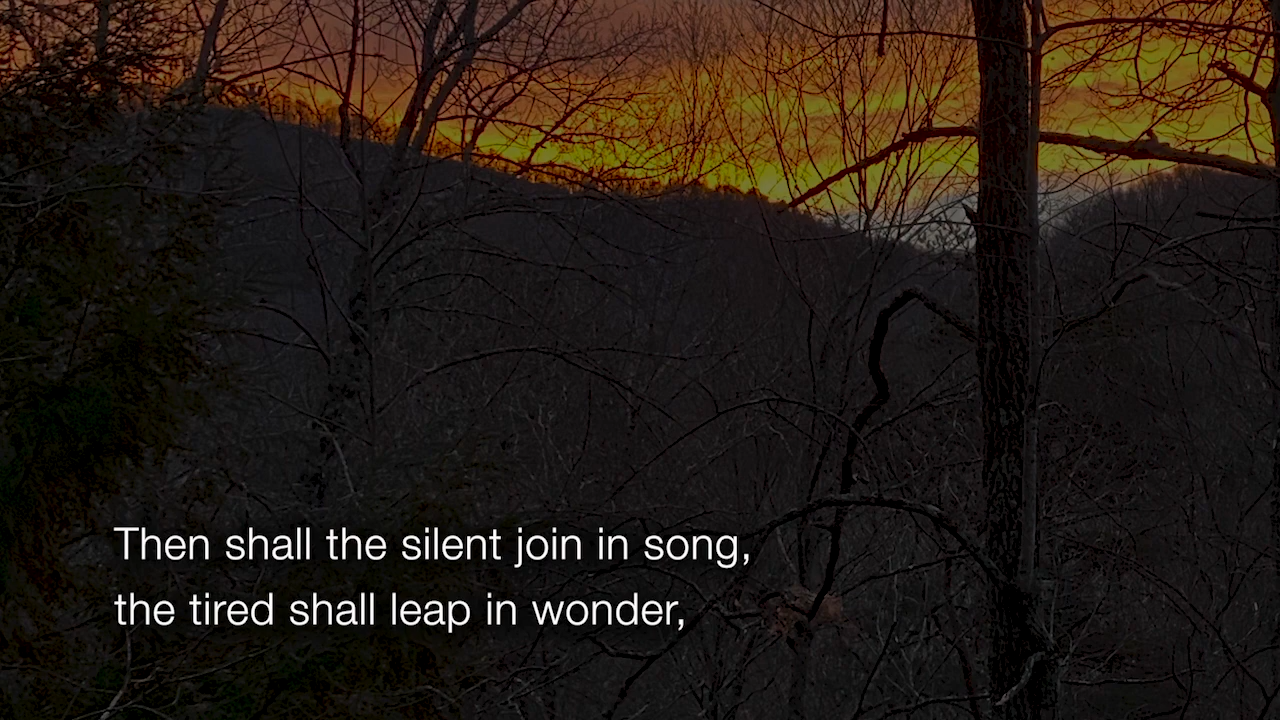 Then shall the silent join in song,
the tired shall leap in wonder,